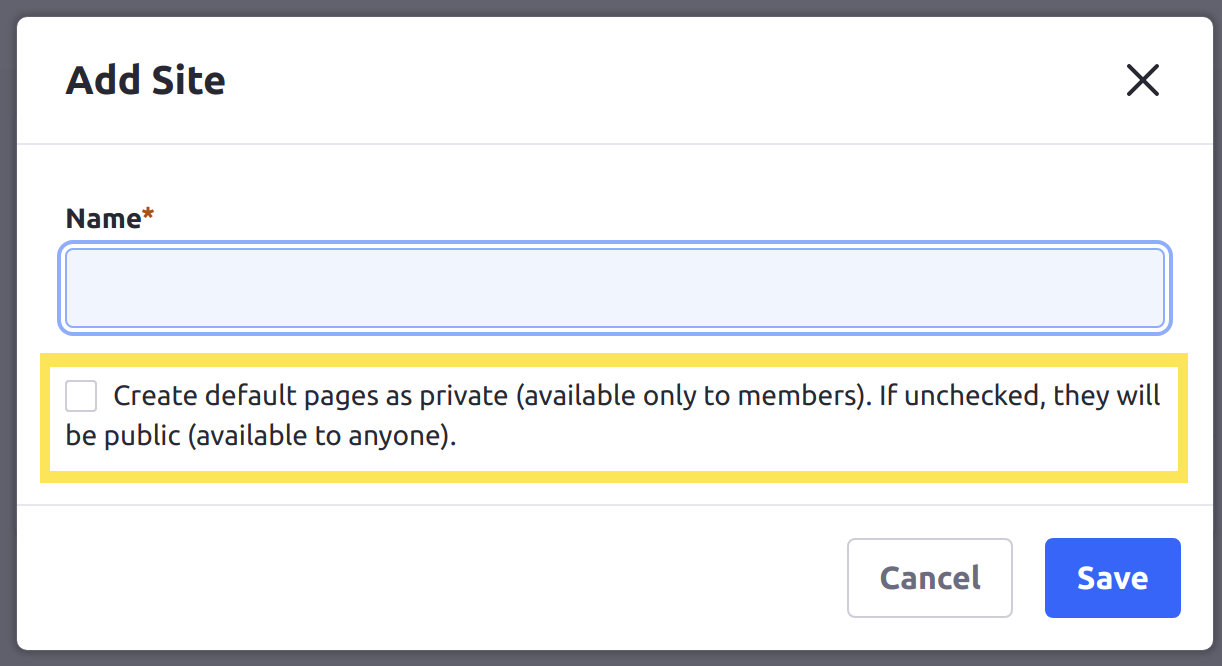 Add Site
Name*
Create default pages as private (available only to members). If unchecked, they will
be public (available to anyone).
Cancel
Save